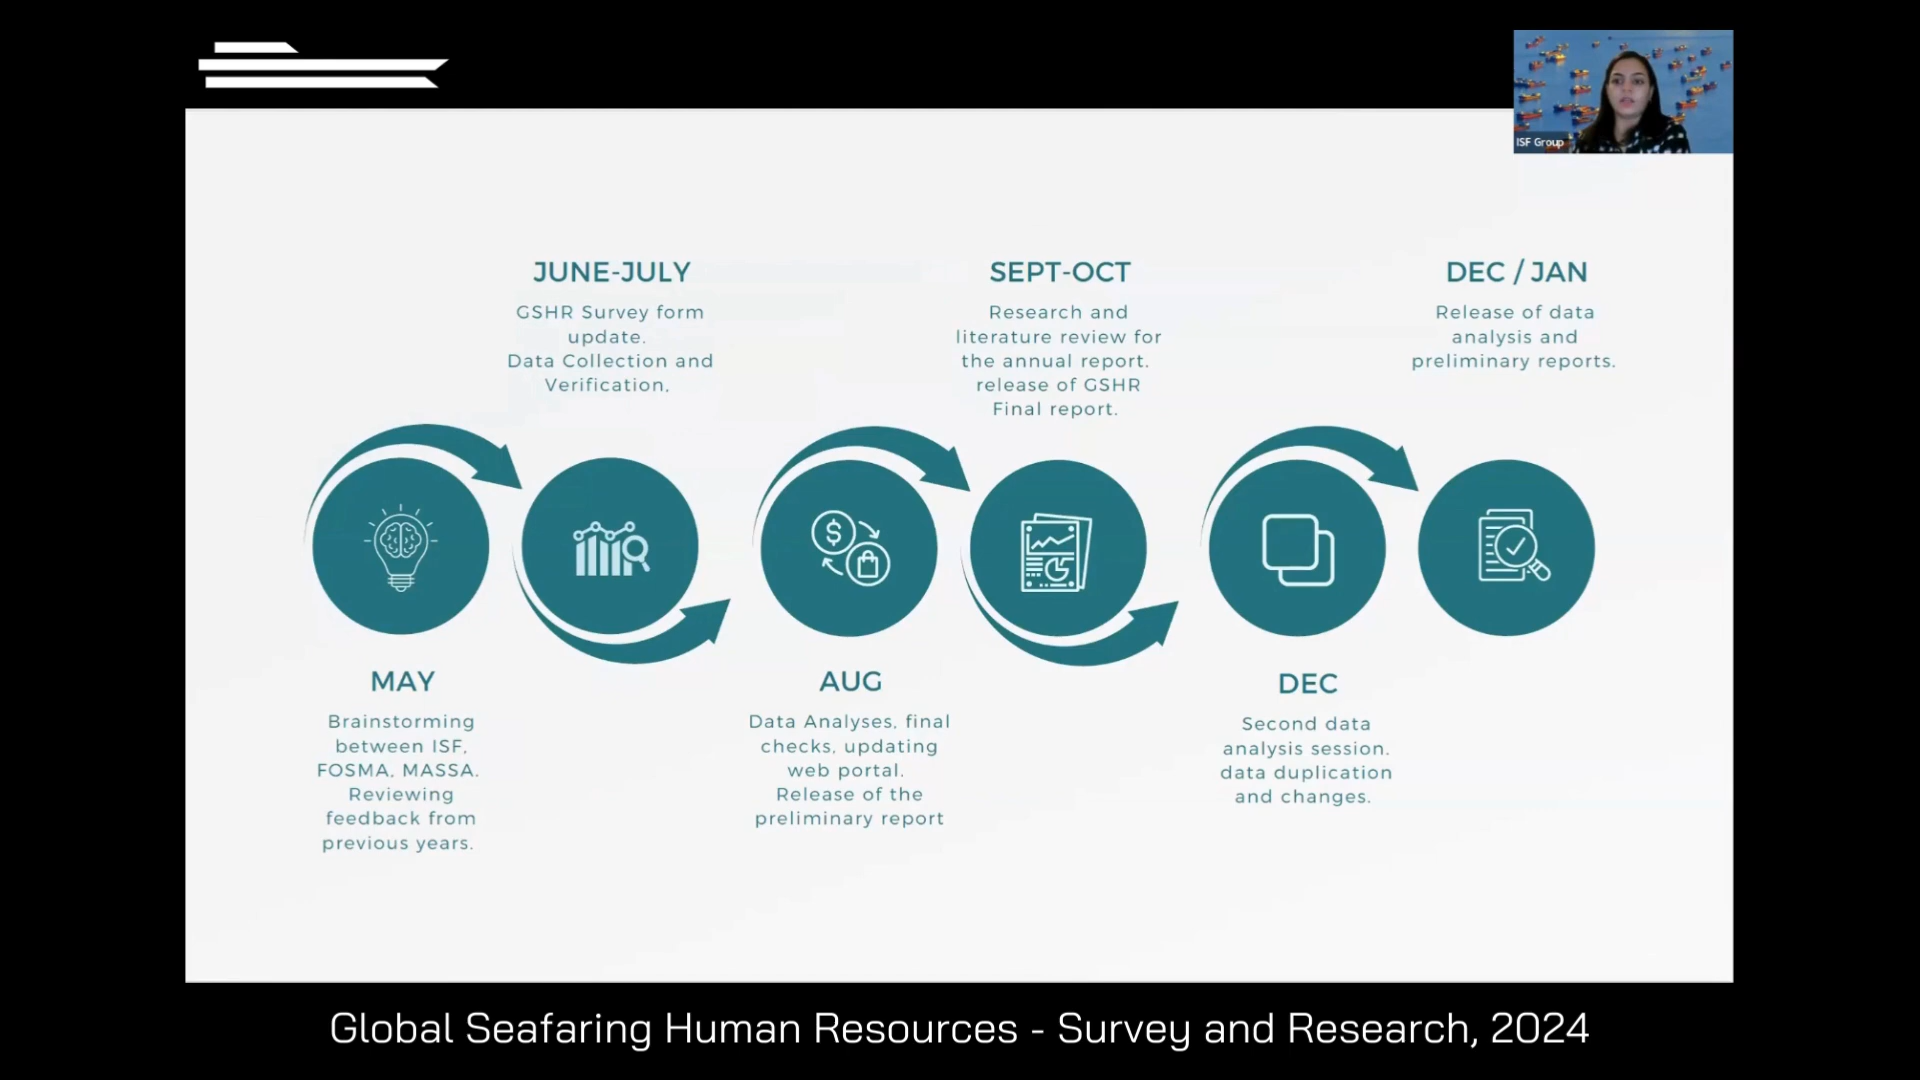 ISF Group
JUNE-JULY
GSHR Survey form
update.
Data Collection and
Verification,
SEPT-OCT
Research and
literature review for
the annual report.
release of GSHR
Final report.
DEC / JAN
Release of data
analysis and
preliminary reports.
$
MAY
Brainstorming
between ISF,
FOSMA, MASSA.
Reviewing
feedback from
previous years.
AUG
Data Analyses, final
checks, updating
web portal.
Release of the
preliminary report
DEC
Second data
analysis session.
data duplication
and changes.
Global Seafaring Human Resources - Survey and Research, 2024